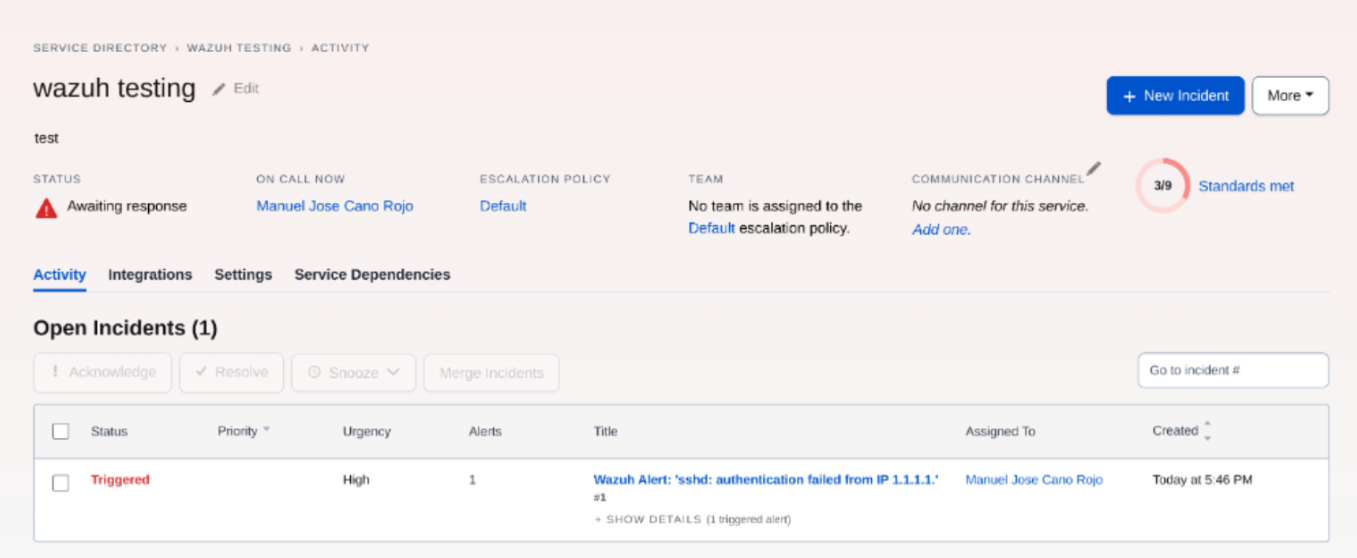 SERVICE DIRECTORY › WAZUH TESTING › ACTIVITY
wazuh testing Edit
+ New Incident More
test
STATUS ON CALL NOW ESCALATION POLICY TEAM COMMUNICATION CHANNEL
Awaiting response Manuel Jose Cano Rojo Default No team is assigned to the No channel for this service. 3/9 Standards met
Default escalation policy. Add one.
Activity Integrations Settings Service Dependencies
Open Incidents (1)
! Acknowledge Resolve Snooze Merge Incidents Go to incident #
Status Priority Urgency Alerts Title Assigned To Created
Triggered High 1 Wazuh Alert: 'sshd: authentication failed from IP 1.1.1.1.' Manuel Jose Cano Rojo Today at 5:46 PM
#1
+ SHOW DETAILS (1 triggered alert)